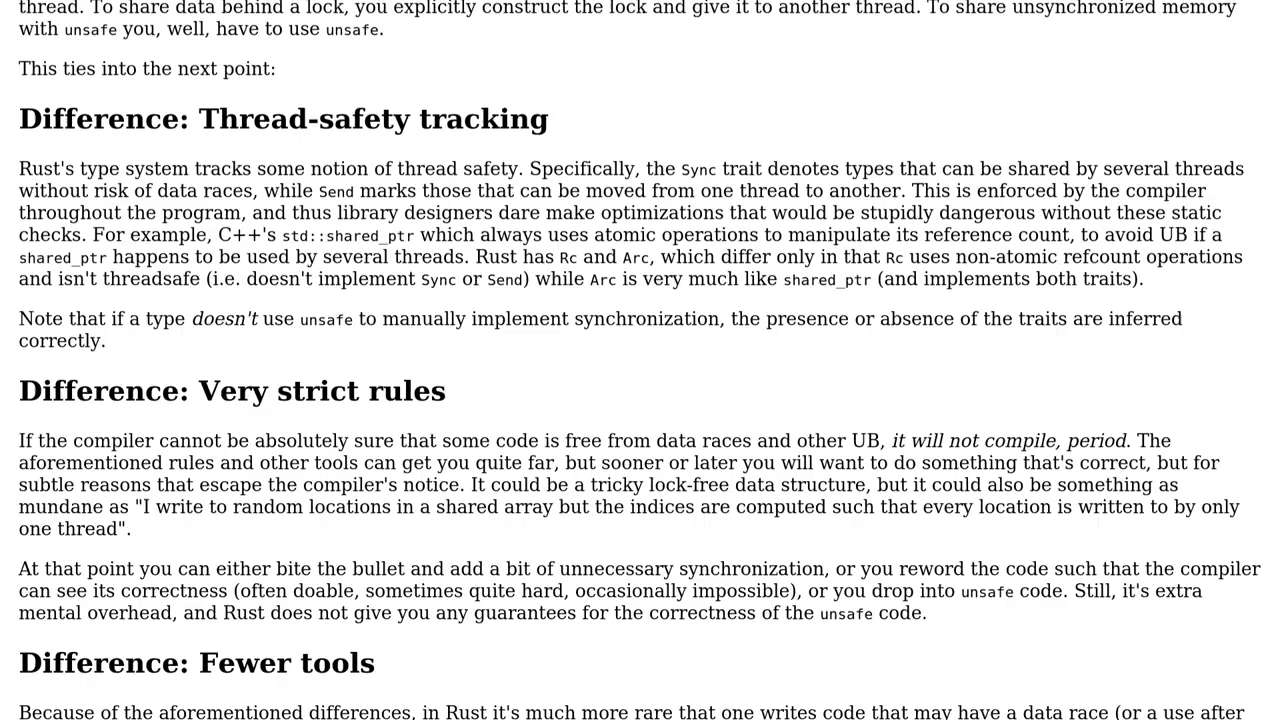 thread. To share data behind a lock, you explicitly construct the lock and give it to another thread. To share unsynchronized memory
with unsafe you, well, have to use unsafe.
This ties into the next point:
Difference: Thread-safety tracking
Rust's type system tracks some notion of thread safety. Specifically, the Sync trait denotes types that can be shared by several threads
without risk of data races, while Send marks those that can be moved from one thread to another. This is enforced by the compiler
throughout the program, and thus library designers dare make optimizations that would be stupidly dangerous without these static
checks. For example, C++'s std::shared_ptr which always uses atomic operations to manipulate its reference count, to avoid UB if a
shared_ptr happens to be used by several threads. Rust has Rc and Arc, which differ only in that Rc uses non-atomic refcount operations
and isn't threadsafe (i.e. doesn't implement Sync or Send) while Arc is very much like shared_ptr (and implements both traits).
Note that if a type doesn't use unsafe to manually implement synchronization, the presence or absence of the traits are inferred
correctly.
Difference: Very strict rules
If the compiler cannot be absolutely sure that some code is free from data races and other UB, it will not compile, period. The
aforementioned rules and other tools can get you quite far, but sooner or later you will want to do something that's correct, but for
subtle reasons that escape the compiler's notice. It could be a tricky lock-free data structure, but it could also be something as
mundane as "I write to random locations in a shared array but the indices are computed such that every location is written to by only
one thread".
At that point you can either bite the bullet and add a bit of unnecessary synchronization, or you reword the code such that the compiler
can see its correctness (often doable, sometimes quite hard, occasionally impossible), or you drop into unsafe code. Still, it's extra
mental overhead, and Rust does not give you any guarantees for the correctness of the unsafe code.
Difference: Fewer tools
Because of the aforementioned differences, in Rust it's much more rare that one writes code that may have a data race (or a use after